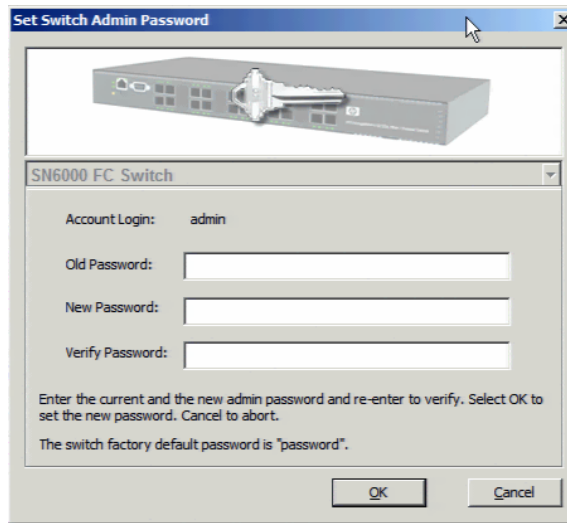 Set Switch Admin Password
SN6000 FC Switch
Account Login: admin
Old Password:
New Password:
Verify Password:
Enter the current and the new admin password and re-enter to verify. Select OK to
set the new password. Cancel to abort.
The switch factory default password is "password".
OK
Cancel